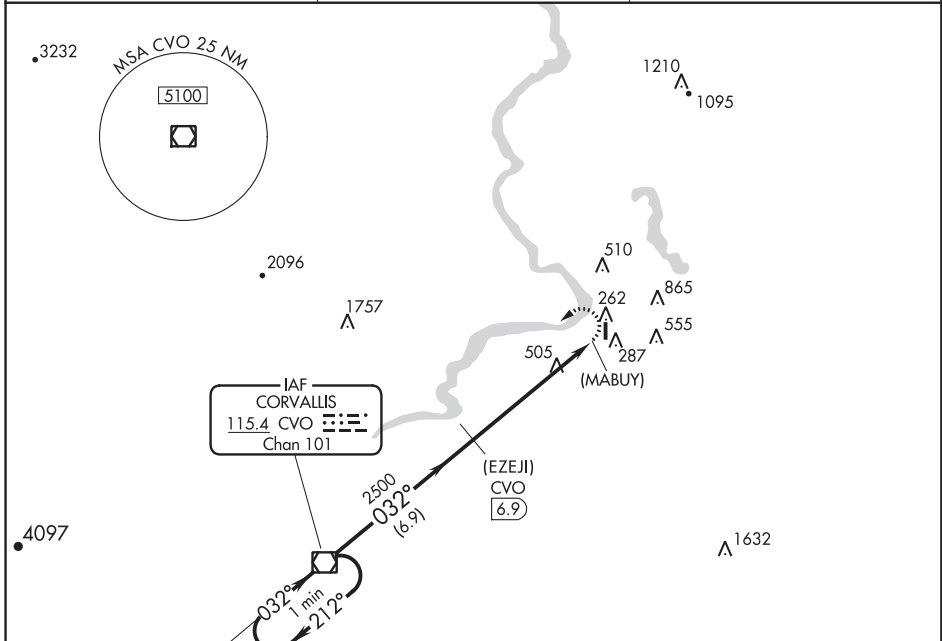 3232
MSA CVO 25 NM
5100
1210
1095
2096
1757
510
865
262
555
287
505
(MABUY)
IAF
CORVALLIS
115.4 CVO
Chan 101
(EZEJI)
CVO
6.9
2500
032°
(6.9)
4097
1632
032°
1 min
212°